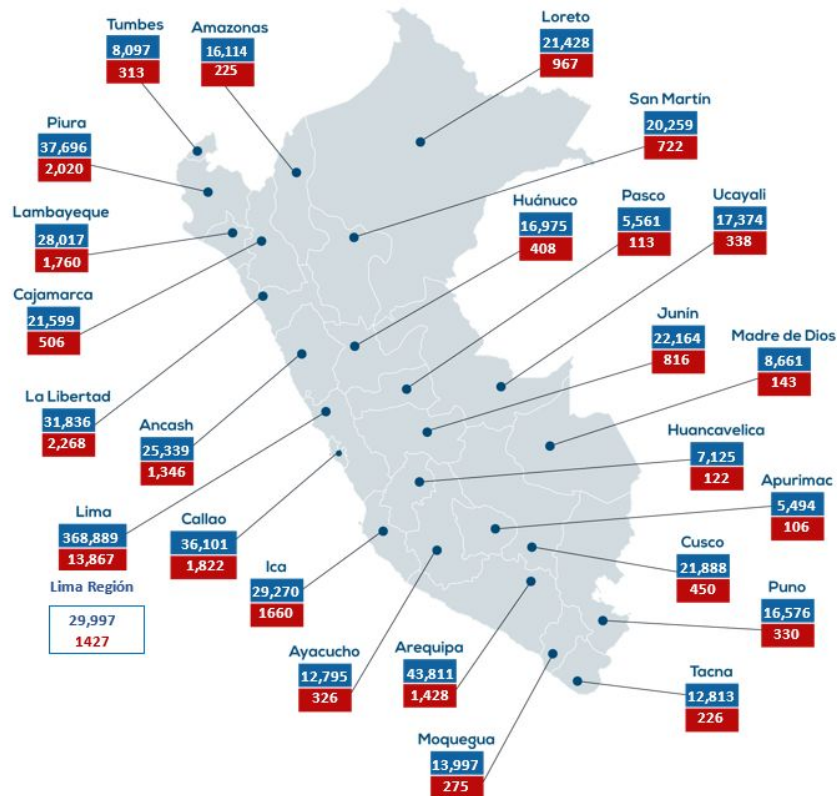 Tumbes
8,097
313
Amazonas
16,114
225
Loreto
21,428
967
San Martín
20,259
722
Piura
37,696
2,020
Huánuco
16,975
408
Pasco
5,561
113
Ucayali
17,374
338
Lambayeque
28,017
1,760
Cajamarca
21,599
506
Junín
22,164
816
Madre de Dios
8,661
143
La Libertad
31,836
2,268
Ancash
25,339
1,346
Huancavelica
7,125
122
Apurimac
5,494
106
Lima
368,889
13,867
Callao
36,101
1,822
Ica
29,270
1660
Cusco
21,888
450
Lima Región
29,997
1427
Puno
16,576
330
Ayacucho
12,795
326
Arequipa
43,811
1,428
Tacna
12,813
226
Moquegua
13,997
275